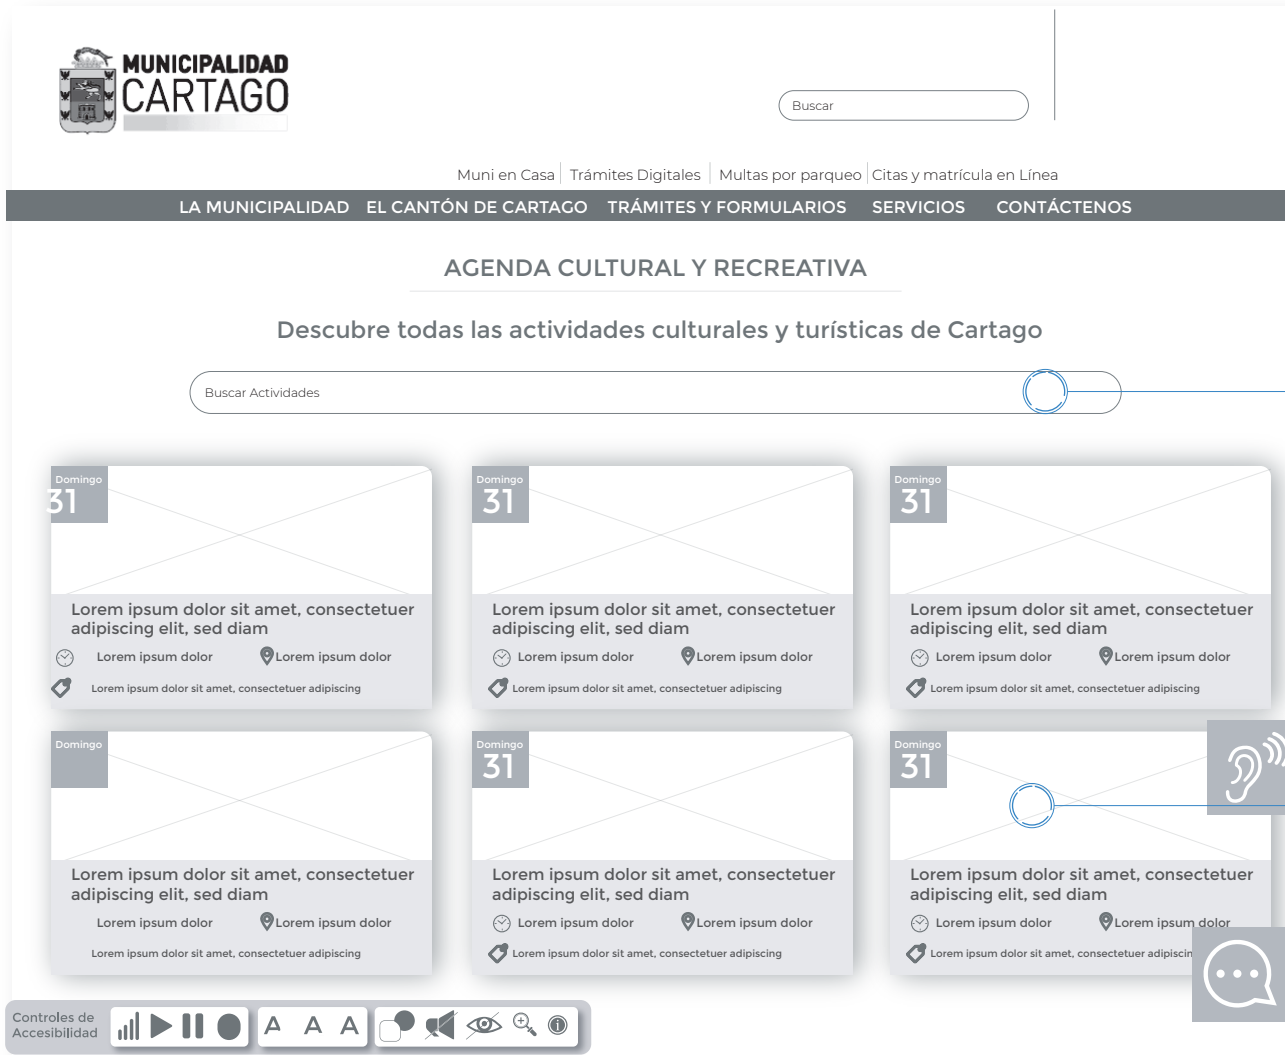 MUNICIPALIDAD
CARTAGO
Buscar
Muni en Casa Trámites Digitales Multas por parqueo Citas y matrícula en Línea
LA MUNICIPALIDAD EL CANTÓN DE CARTAGO TRÁMITES Y FORMULARIOS SERVICIOS CONTÁCTENOS
AGENDA CULTURAL Y RECREATIVA
Descubre todas las actividades culturales y turísticas de Cartago
Buscar Actividades
Domingo
31
Lorem ipsum dolor sit amet, consectetuer
adipiscing elit, sed diam
Lorem ipsum dolor Lorem ipsum dolor
Lorem ipsum dolor sit amet, consectetuer adipiscing
Domingo
31
Lorem ipsum dolor sit amet, consectetuer
adipiscing elit, sed diam
Lorem ipsum dolor Lorem ipsum dolor
Lorem ipsum dolor sit amet, consectetuer adipiscing
Domingo
31
Lorem ipsum dolor sit amet, consectetuer
adipiscing elit, sed diam
Lorem ipsum dolor Lorem ipsum dolor
Lorem ipsum dolor sit amet, consectetuer adipiscing
Domingo
Lorem ipsum dolor sit amet, consectetuer
adipiscing elit, sed diam
Lorem ipsum dolor Lorem ipsum dolor
Lorem ipsum dolor sit amet, consectetuer adipiscing
Domingo
31
Lorem ipsum dolor sit amet, consectetuer
adipiscing elit, sed diam
Lorem ipsum dolor Lorem ipsum dolor
Lorem ipsum dolor sit amet, consectetuer adipiscing
Domingo
31
Lorem ipsum dolor sit amet, consectetuer
adipiscing elit, sed diam
Lorem ipsum dolor Lorem ipsum dolor
Lorem ipsum dolor sit amet, consectetuer adipiscin
Controles de
Accesibilidad
A A A